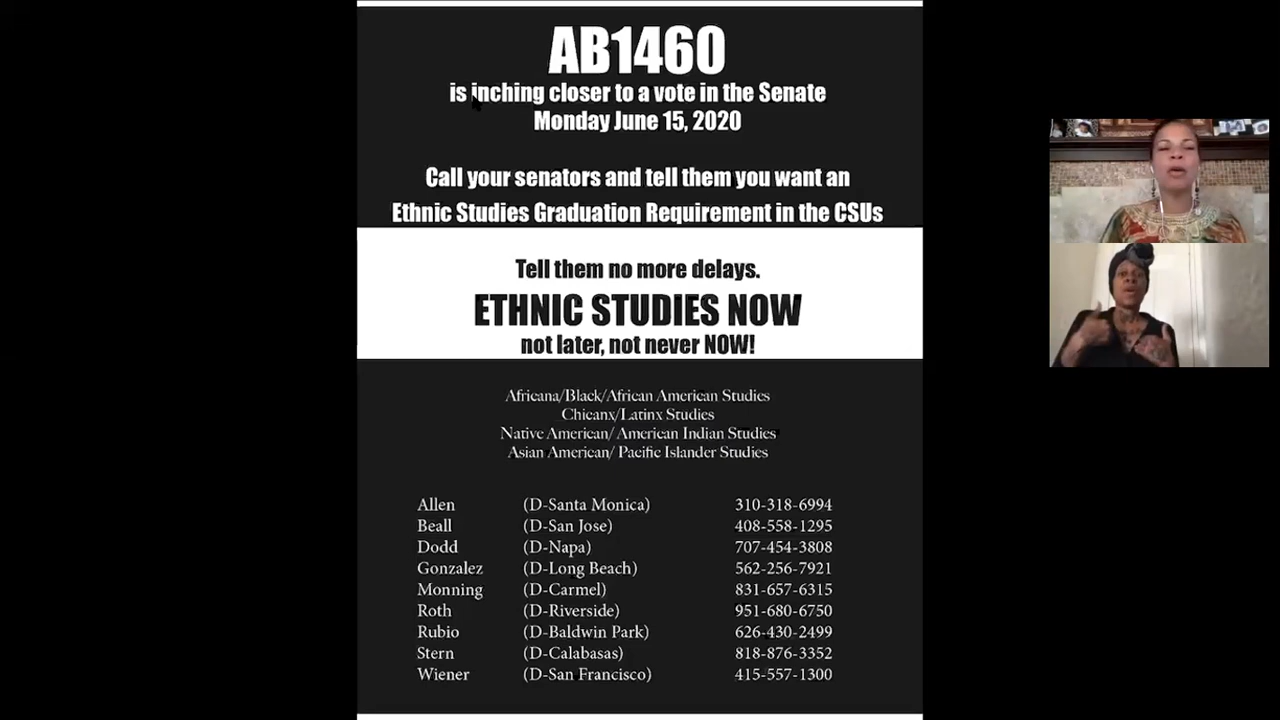 AB1460
is inching closer to a vote in the Senate
Monday June 15, 2020
Call your senators and tell them you want an
Ethnic Studies Graduation Requirement in the CSUs
Tell them no more delays.
ETHNIC STUDIES NOW
not later, not never NOW!
Africana/Black/African American Studies
Chicanx/Latinx Studies
Native American/ American Indian Studies
Asian American/ Pacific Islander Studies
Allen (D-Santa Monica) 310-318-6994
Beall (D-San Jose) 408-558-1295
Dodd (D-Napa) 707-454-3808
Gonzalez (D-Long Beach) 562-256-7921
Monning (D-Carmel) 831-657-6315
Roth (D-Riverside) 951-680-6750
Rubio (D-Baldwin Park) 626-430-2499
Stern (D-Calabasas) 818-876-3352
Wiener (D-San Francisco) 415-557-1300